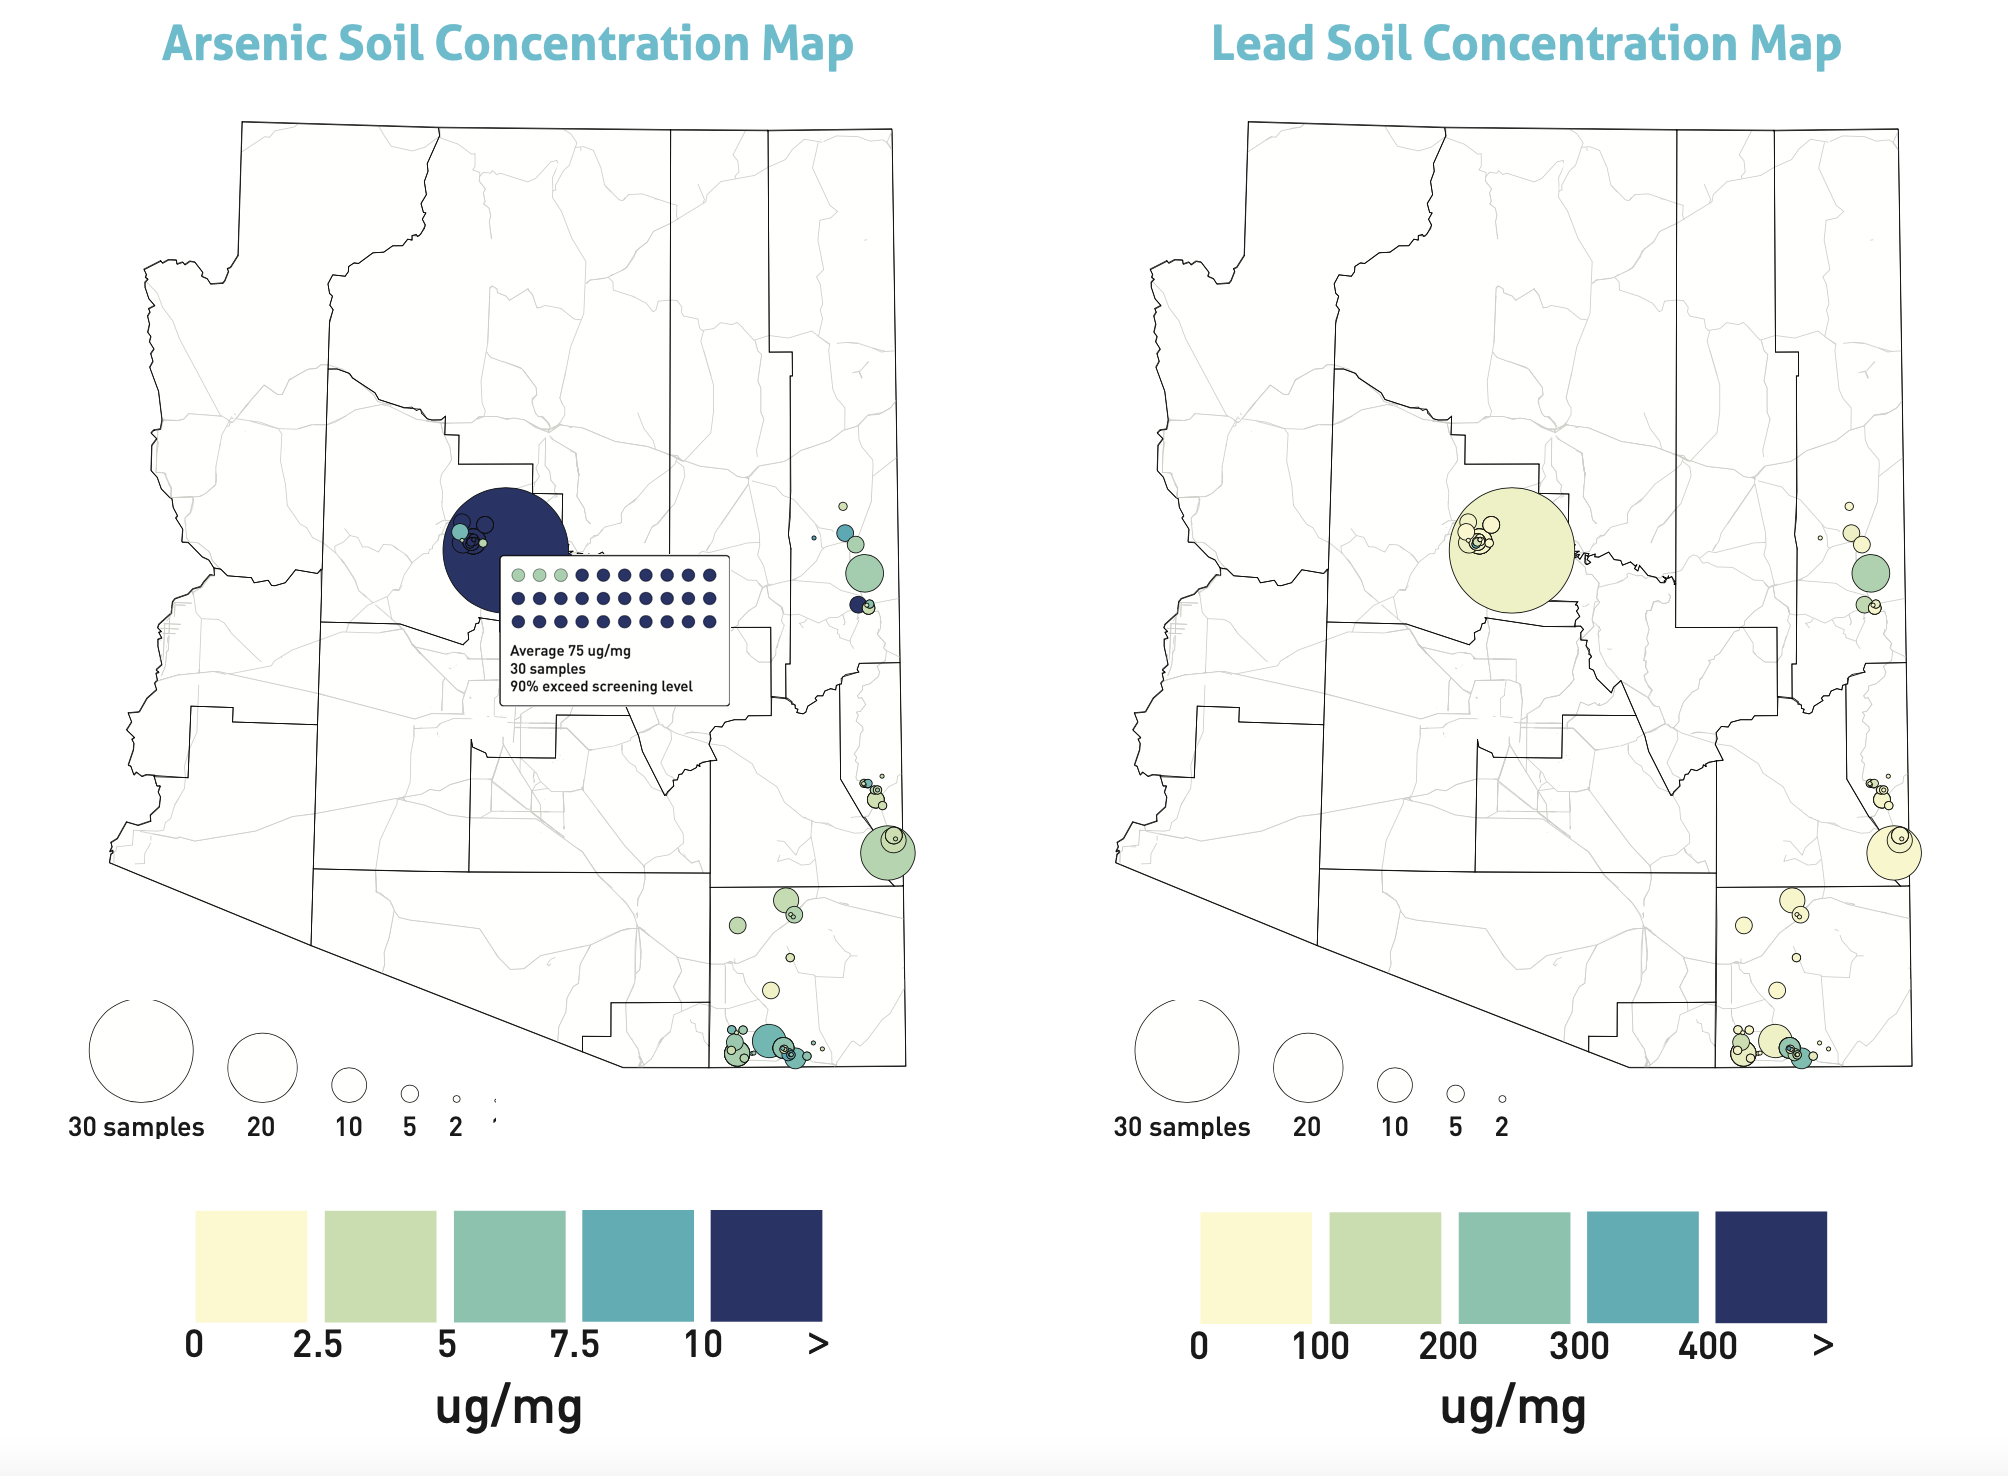 Arsenic Soil Concentration Map
Average 75 ug/mg
30 samples
90% exceed screening level
30 samples 20 10 5 2
0 2.5 5 7.5 10 >
ug/mg
Lead Soil Concentration Map
30 samples 20 10 5 2
0 100 200 300 400 >
ug/mg